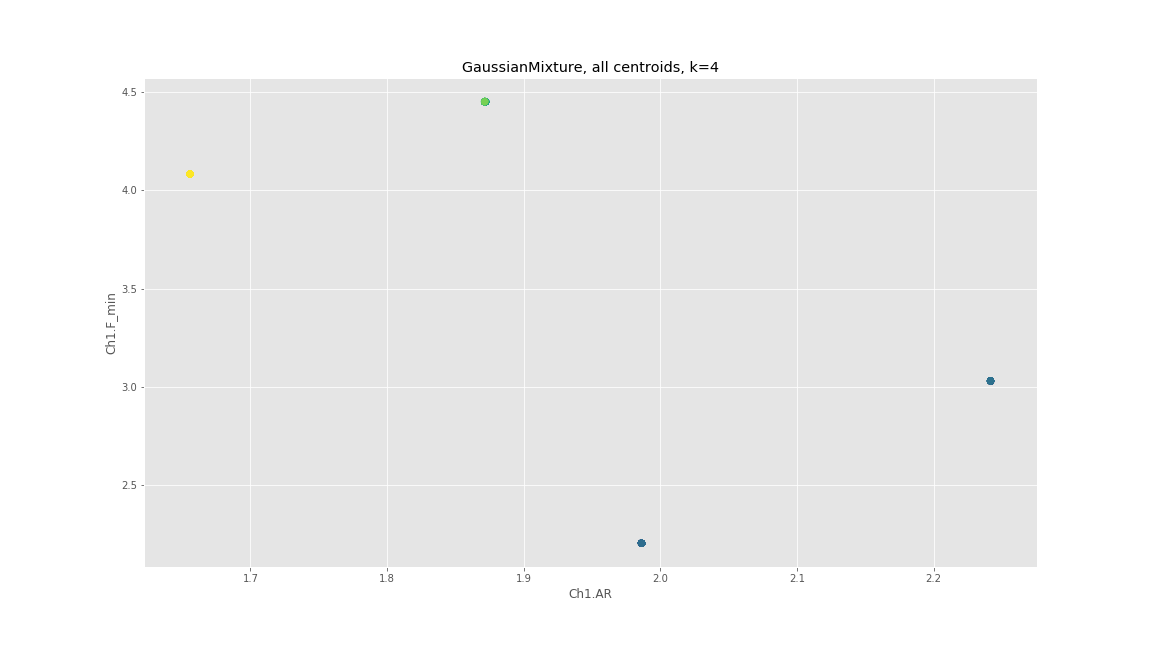 GaussianMixture, all centroids, k=4
4.5
4.0
3.5
3.0
2.5
Ch1.F_min
1.7 1.8 1.9 2.0 2.1 2.2
Ch1.AR